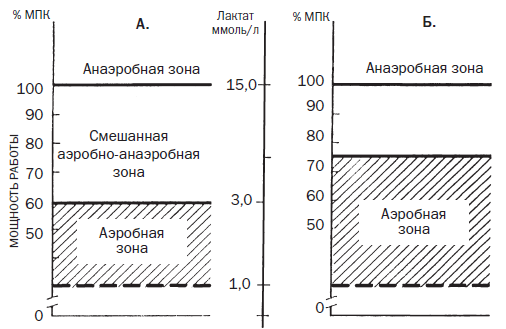 % МПК
А.
Анаэробная зона
100
90
80
70
60
50
0
МОЩНОСТЬ РАБОТЫ
Смешанная
аэробно-анаэробная
зона
Аэробная
зона
Лактат
ммоль/л
15,0
3,0
1,0
% МПК
Б.
Анаэробная зона
100
90
80
70
60
50
0
Аэробная
зона